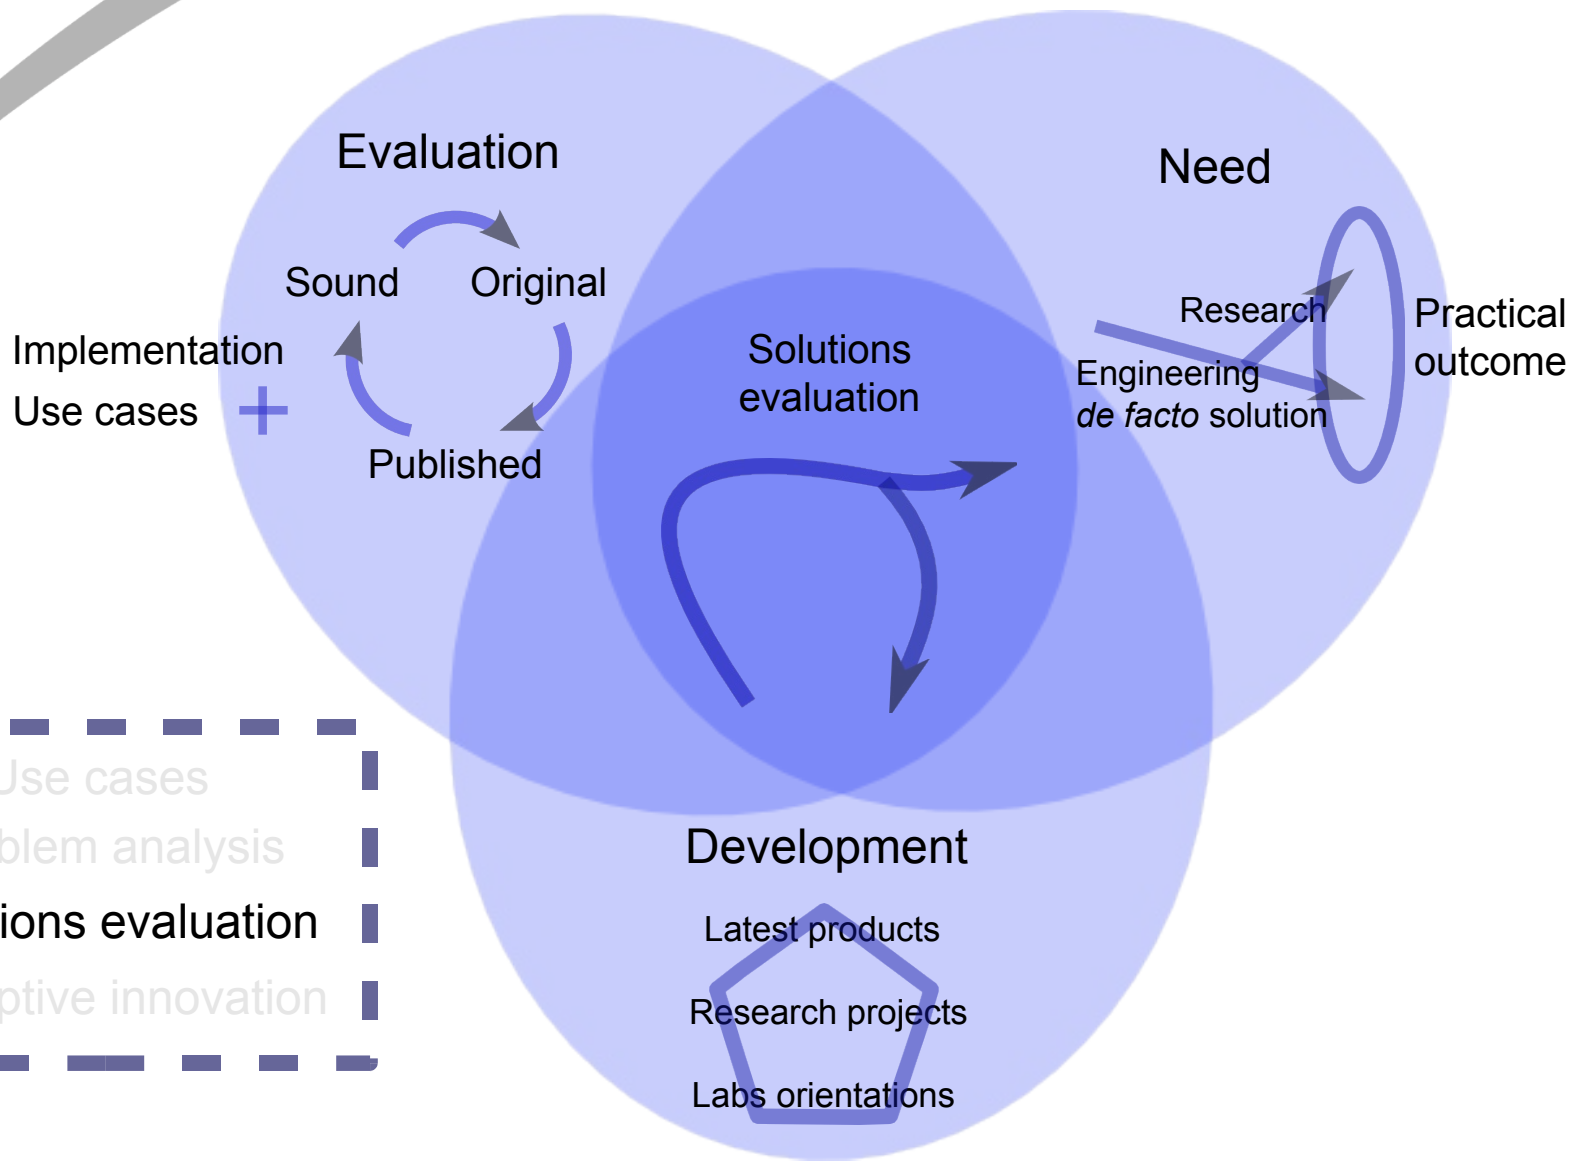 Evaluation
Need
Sound
Original
Research
Practical
outcome
Implementation
Solutions
evaluation
Engineering
de facto solution
Use cases
+
Published
Use cases
blem analysis
ions evaluation
ptive innovation
Development
Latest products
Research projects
Labs orientations